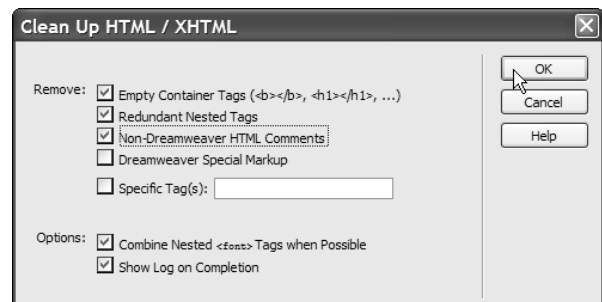 Clean Up HTML / XHTML
Remove:
Empty Container Tags (<b></b>, <h1></h1>, ...)
Redundant Nested Tags
Non-Dreamweaver HTML Comments
Dreamweaver Special Markup
Specific Tag(s):
Options:
Combine Nested <font> Tags when Possible
Show Log on Completion
OK
Cancel
Help